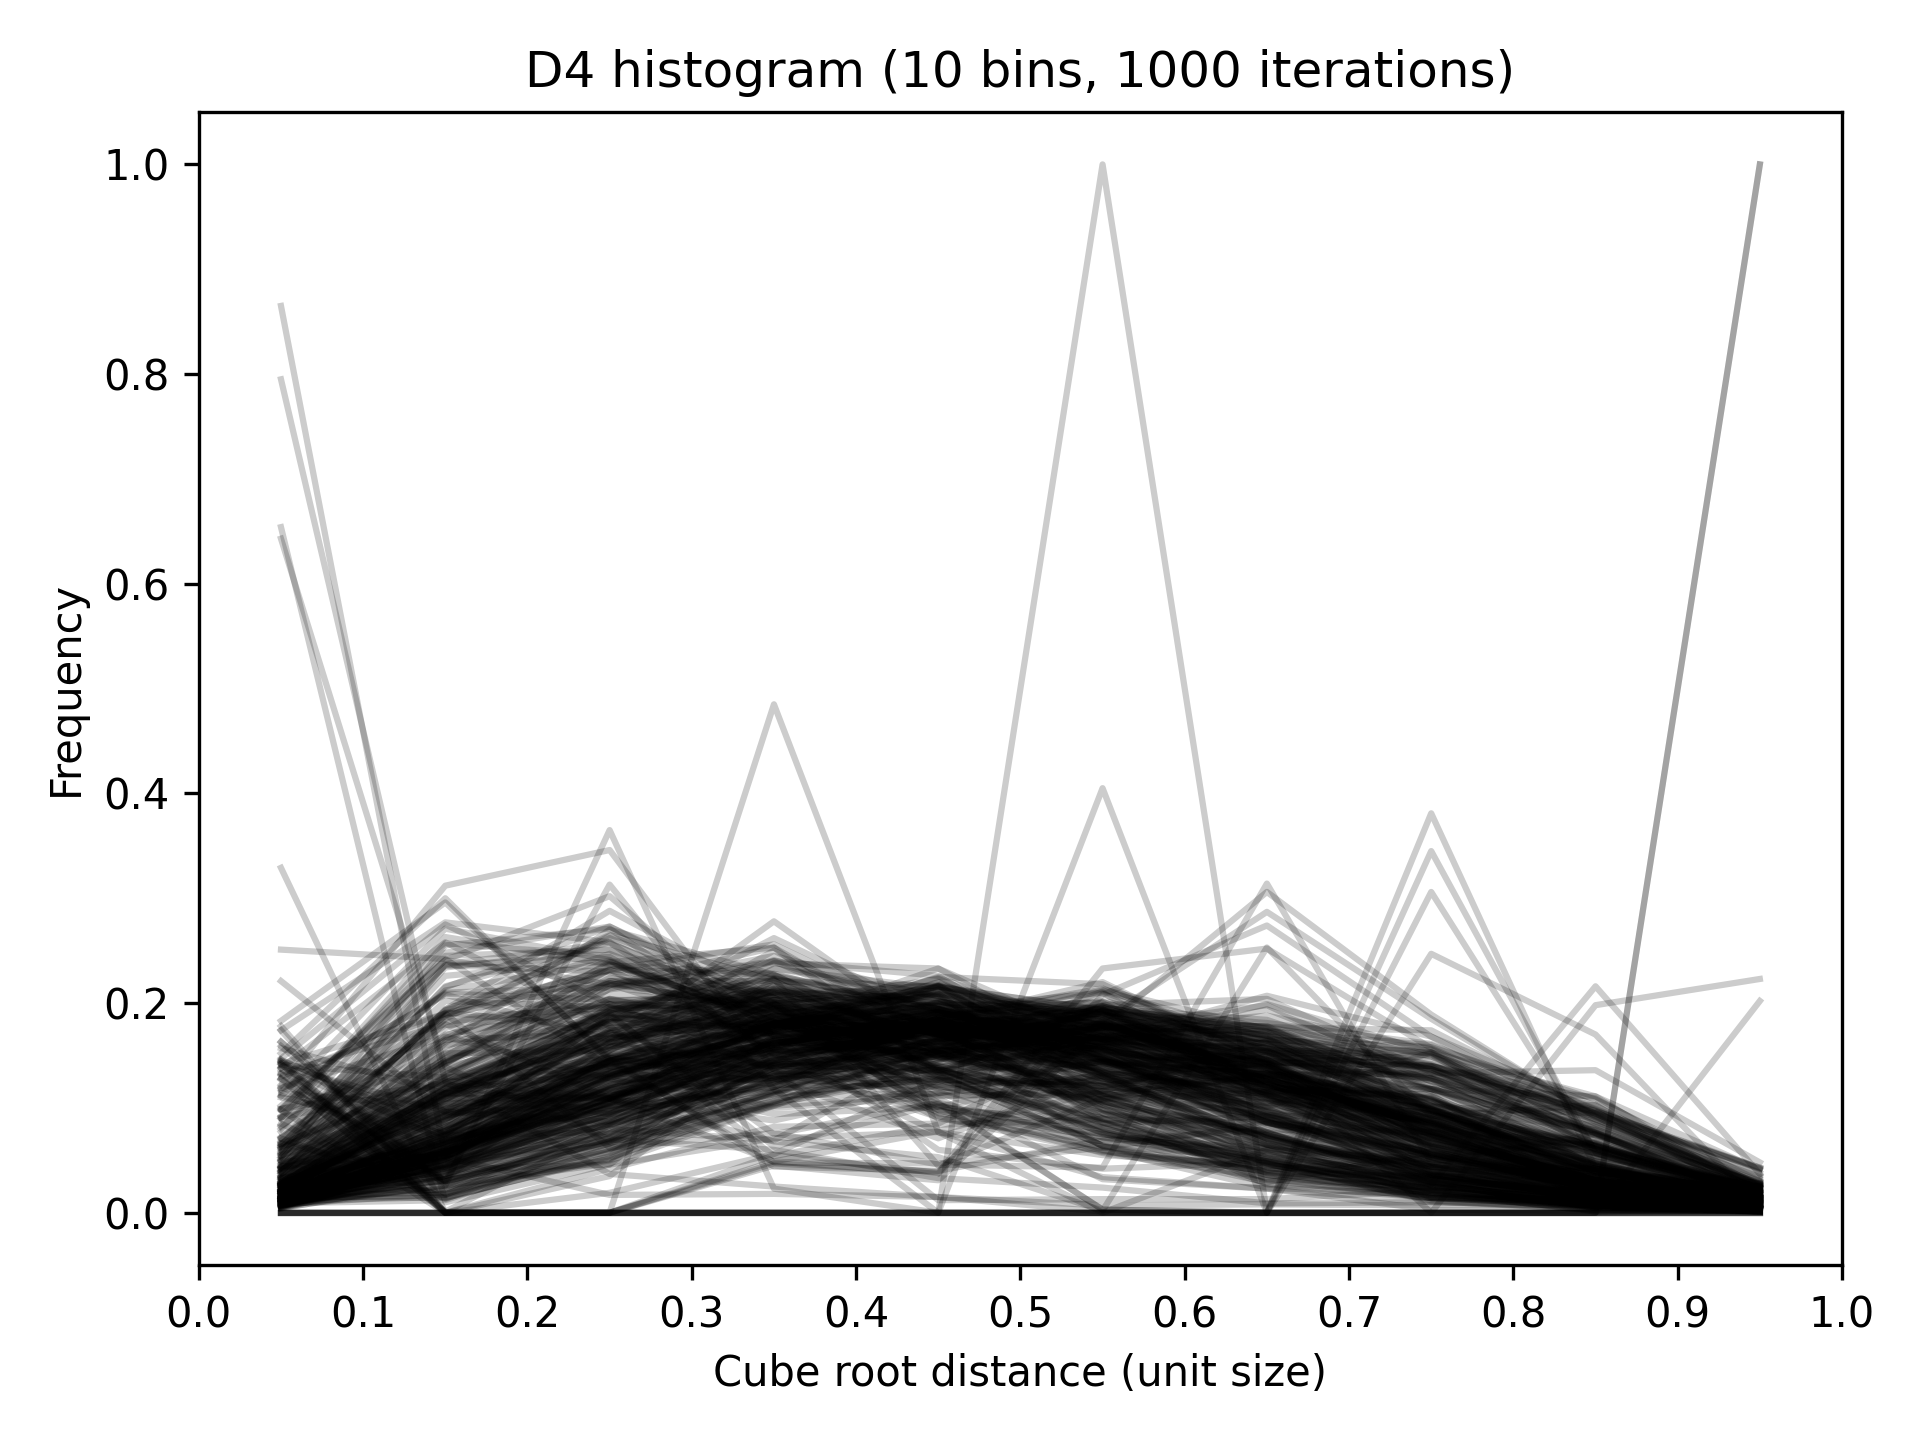 D4 histogram (10 bins, 1000 iterations)
Frequency
1.0
0.8
0.6
0.4
0.2
0.0
0.0 0.1 0.2 0.3 0.4 0.5 0.6 0.7 0.8 0.9 1.0
Cube root distance (unit size)